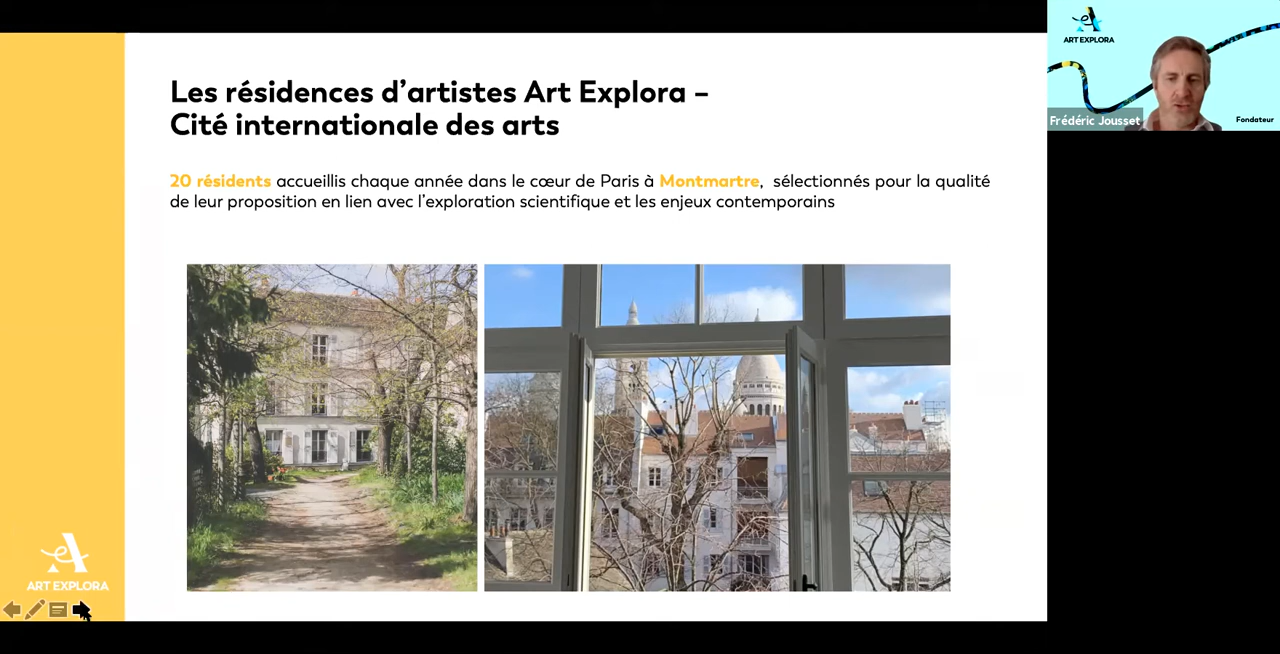 Les résidences d’artistes Art Explora –
Cité internationale des arts
20 résidents accueillis chaque année dans le cœur de Paris à Montmartre, sélectionnés pour la qualité
de leur proposition en lien avec l’exploration scientifique et les enjeux contemporains
ART EXPLORA
ART EXPLORA
Frédéric Jousset
Fondateur